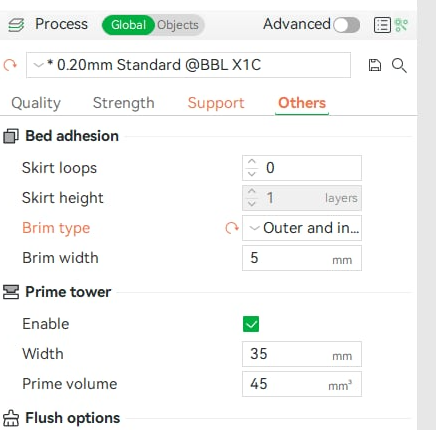 Process Global Objects Advanced
* 0.20mm Standard @BBL X1C
Quality Strength Support Others
Bed adhesion
Skirt loops 0
Skirt height 1 layers
Brim type Outer and in...
Brim width 5 mm
Prime tower
Enable
Width 35 mm
Prime volume 45 mm³
Flush options